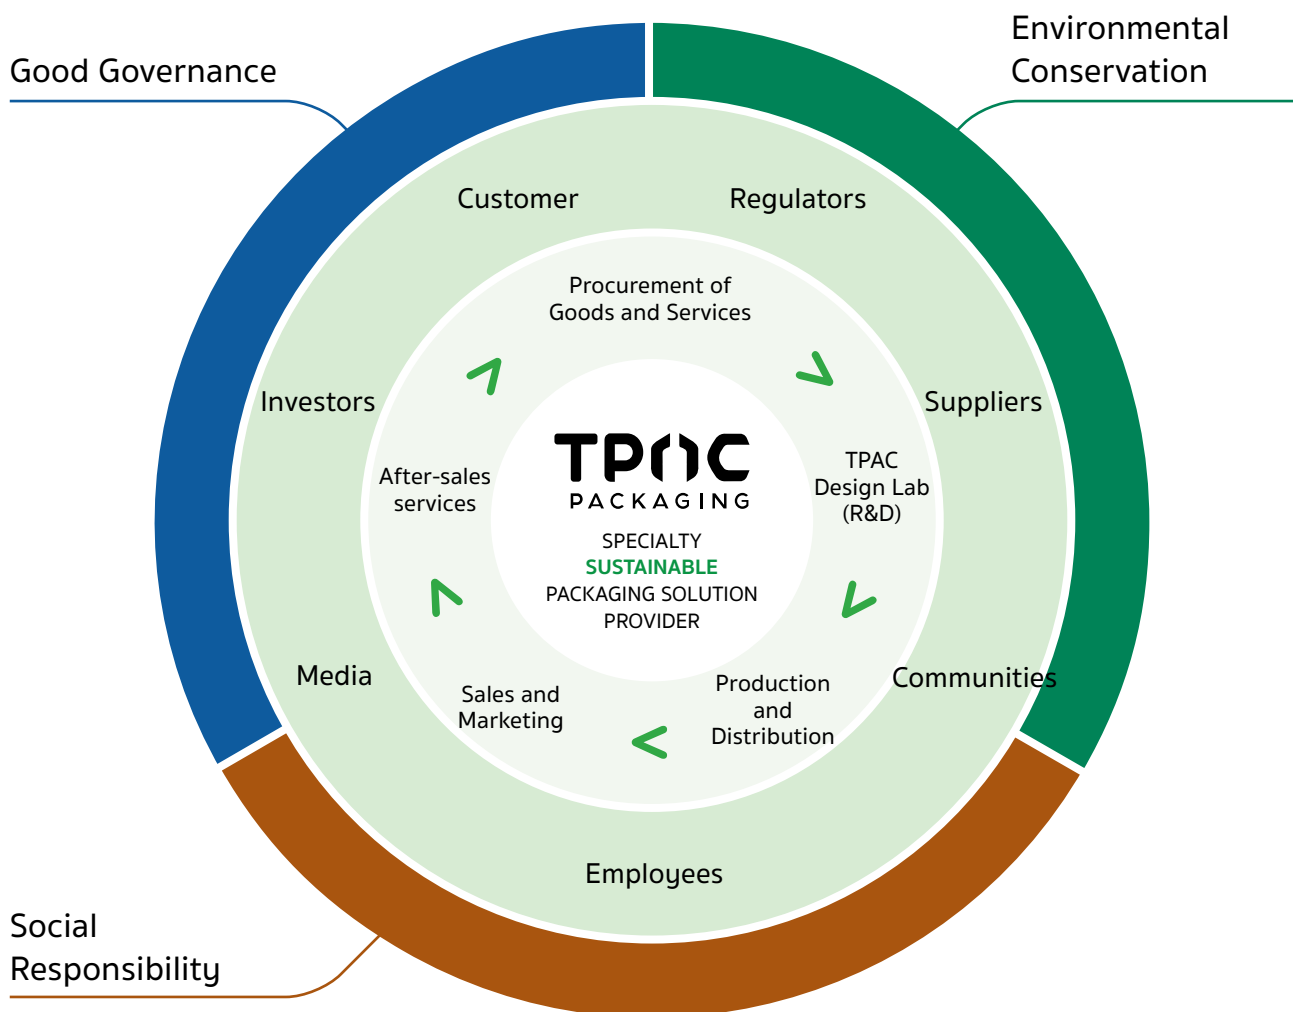 Good Governance
Environmental
Conservation
Customer
Regulators
Procurement of
Goods and Services
Investors
Suppliers
After-sales
services
TPAC
PACKAGING
TPAC
Design Lab
(R&D)
SPECIALTY
SUSTAINABLE
PACKAGING SOLUTION
PROVIDER
Media
Sales and
Marketing
Production
and
Distribution
Communities
Employees
Social
Responsibility